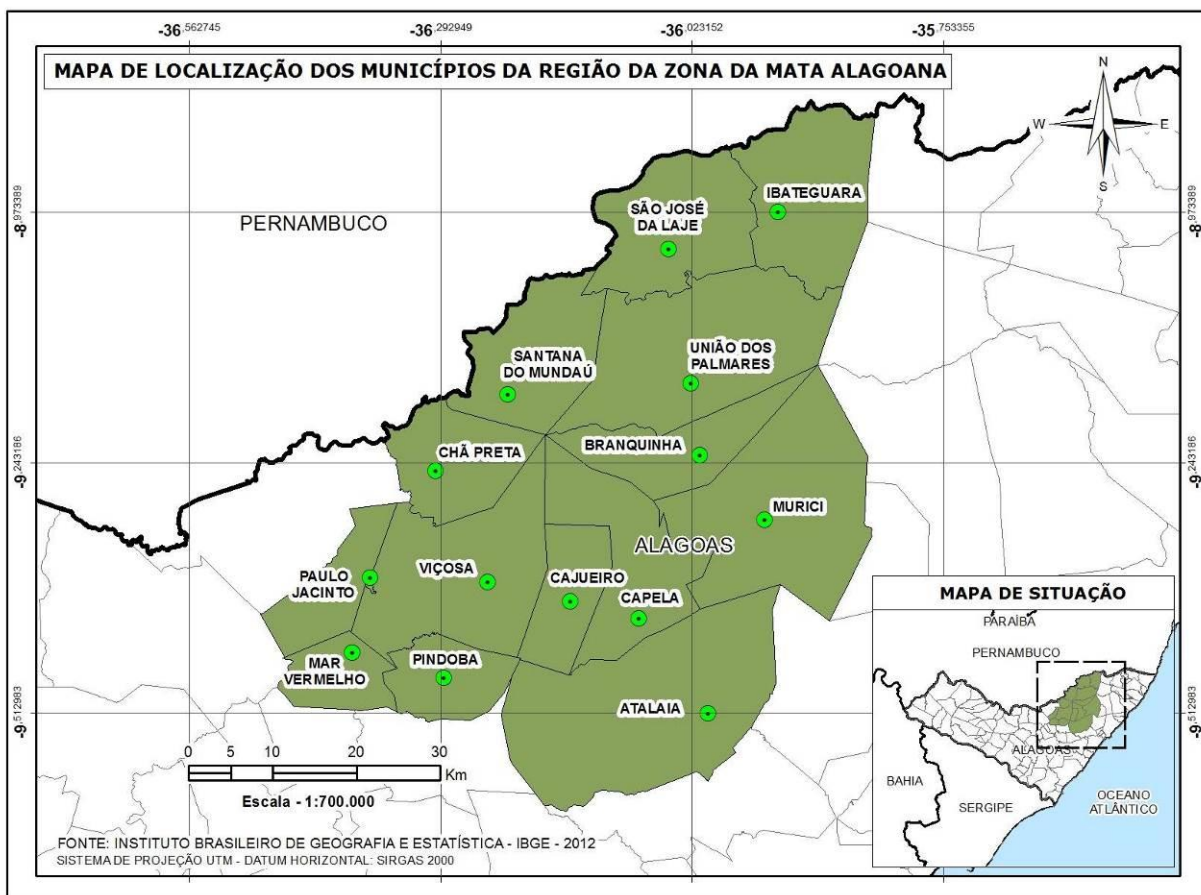 -36,562745
-36,292949
-36,023152
-35,753355
MAPA DE LOCALIZAÇÃO DOS MUNICÍPIOS DA REGIÃO DA ZONA DA MATA ALAGOANA
N
W
E
S
-8,973389
-8,973389
PERNAMBUCO
IBATEGUARA
SÃO JOSÉ
DA LAJE
SANTANA
DO MUNDAÚ
UNIÃO DOS
PALMARES
CHÃ PRETA
BRANQUINHA
-9,243186
-9,243186
MURICI
ALAGOAS
PAULO
JACINTO
VIÇOSA
CAJUEIRO
CAPELA
MAR
VERMELHO
PINDOBA
ATALAIA
-9,512983
-9,512983
0
5
10
20
30
Km
Escala - 1:700.000
FONTE: INSTITUTO BRASILEIRO DE GEOGRAFIA E ESTATÍSTICA - IBGE - 2012
SISTEMA DE PROJEÇÃO UTM - DATUM HORIZONTAL: SIRGAS 2000
MAPA DE SITUAÇÃO
PARAÍBA
PERNAMBUCO
ALAGOAS
BAHIA
SERGIPE
OCEANO
ATLÂNTICO